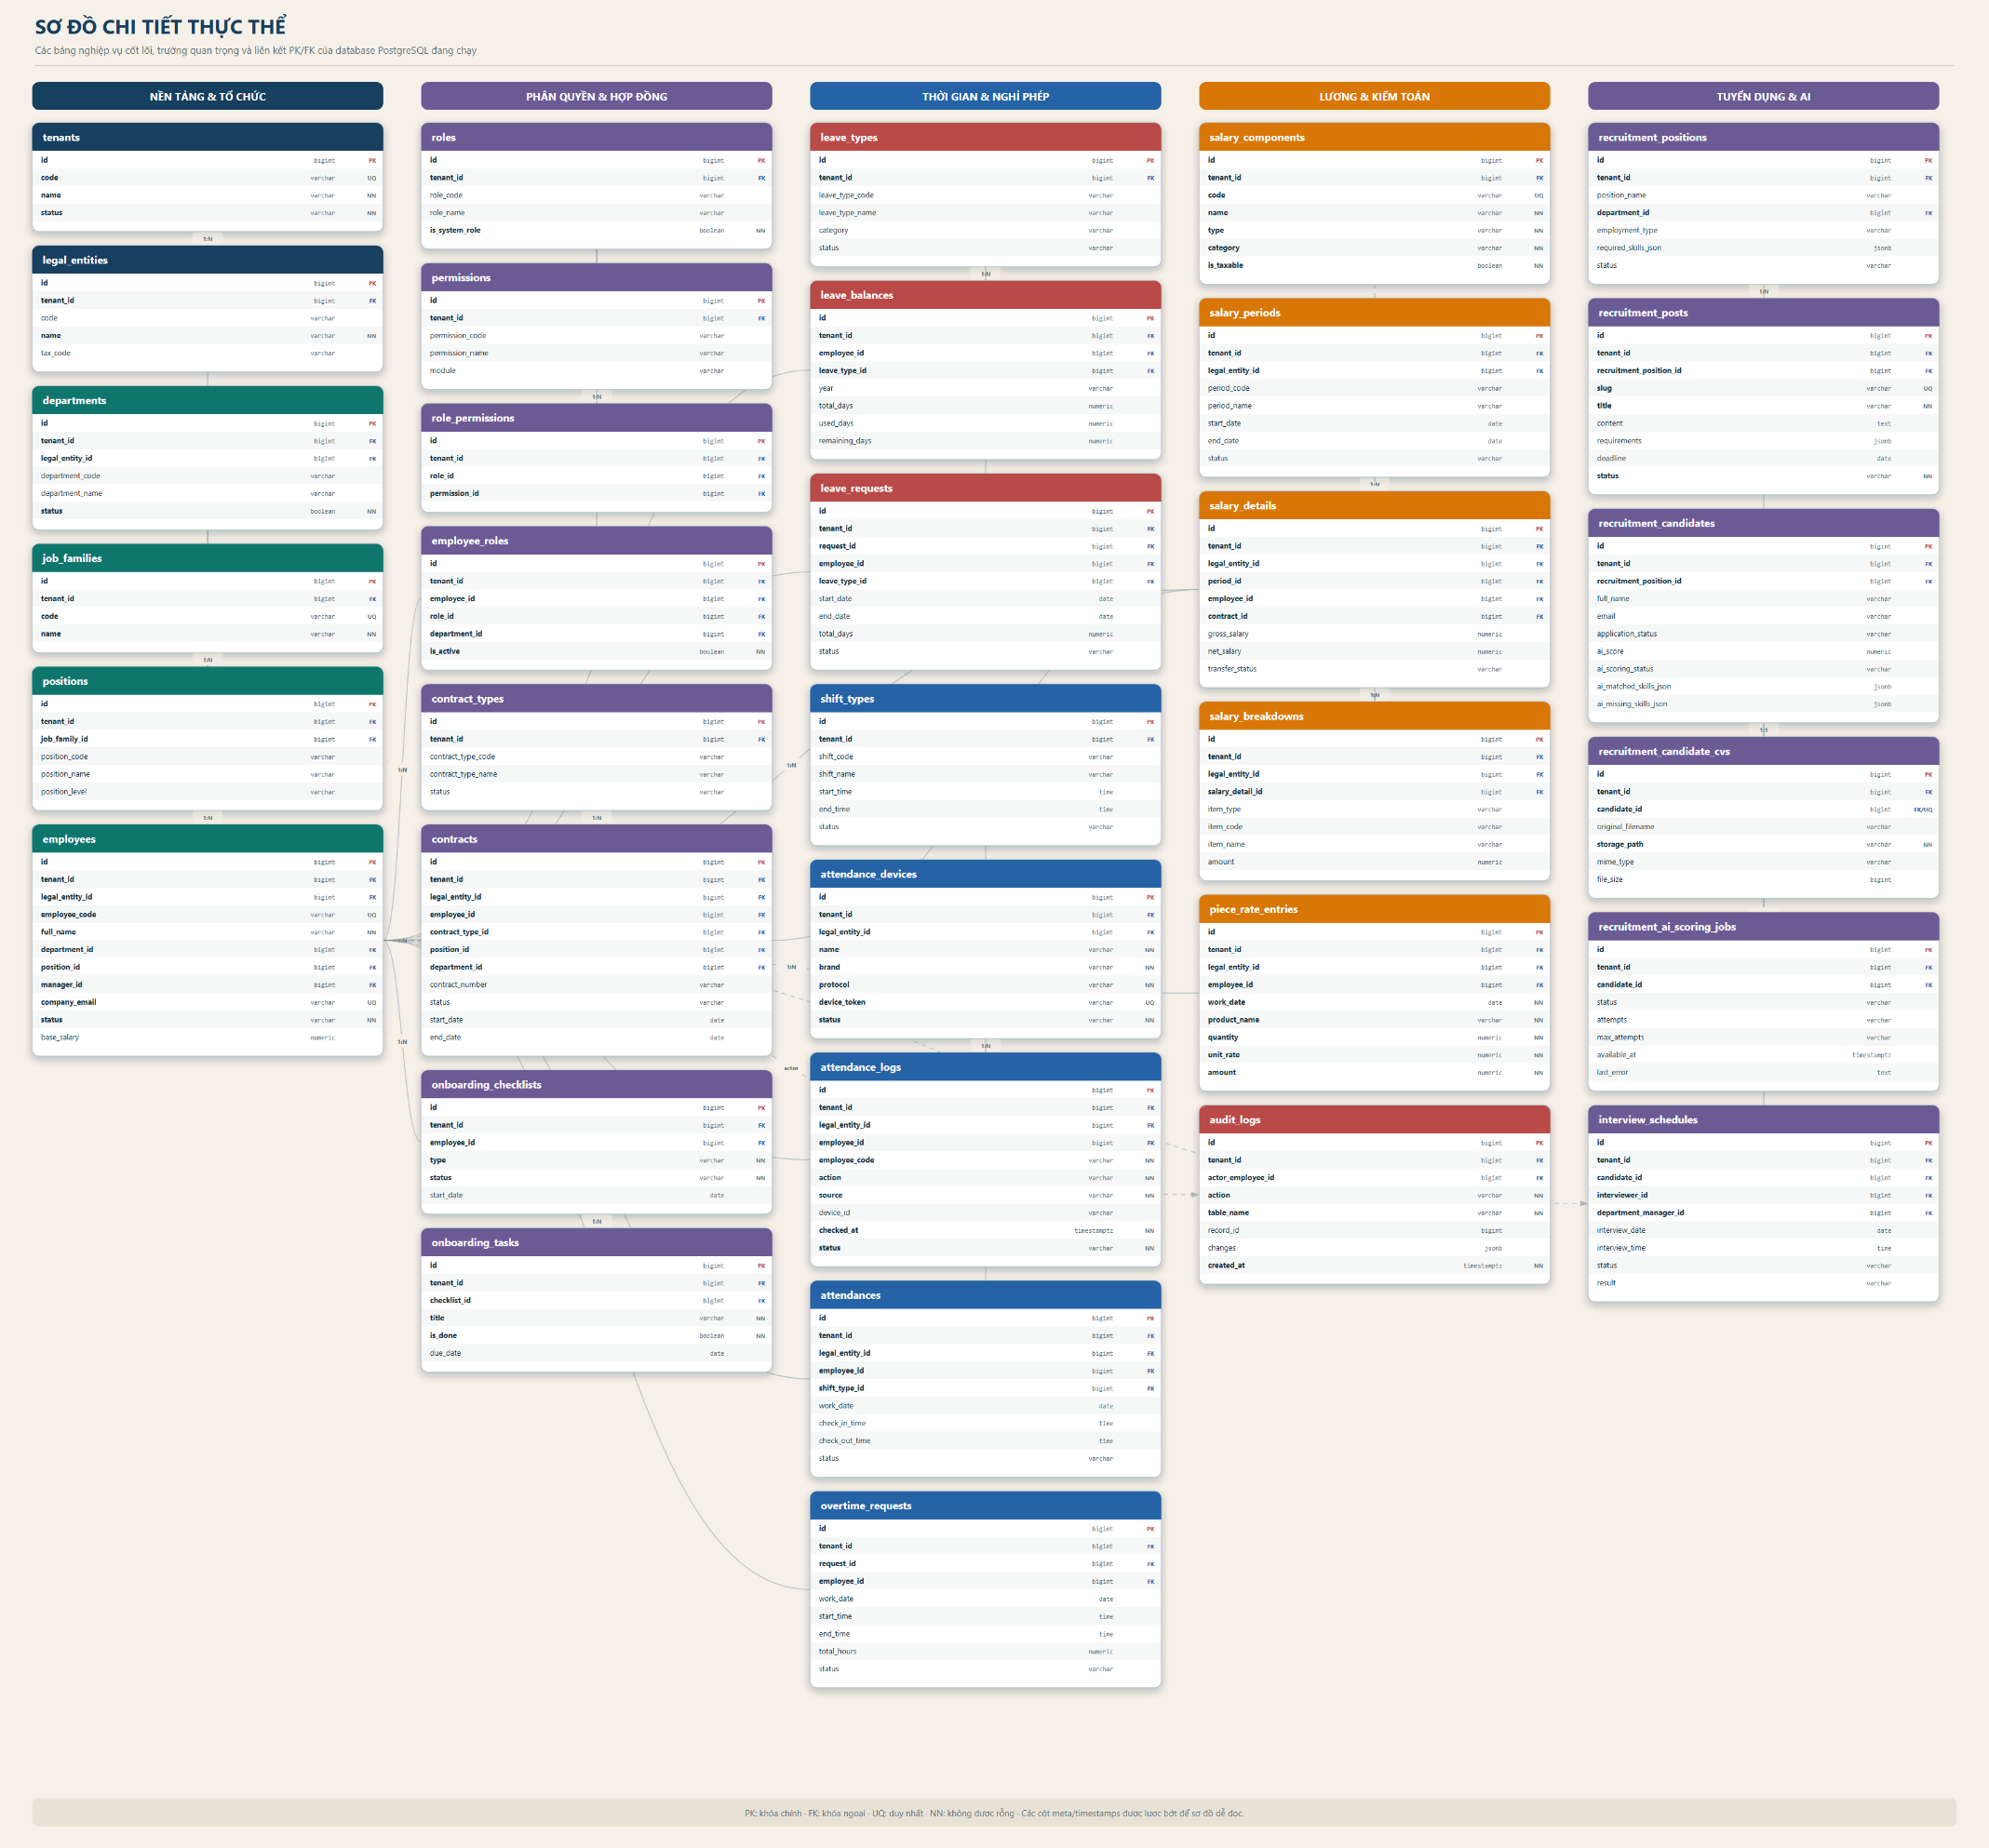 SƠ ĐỒ CHI TIẾT THỰC THỂ
Các bảng nghiệp vụ cốt lõi, trường quan trọng và liên kết PK/FK của database PostgreSQL đang chạy
NỀN TẢNG & TỔ CHỨC
tenants
id bigint PK
code varchar UQ
name varchar NN
status varchar NN
1:N
legal_entities
id bigint PK
tenant_id bigint FK
code varchar
name varchar NN
tax_code varchar
departments
id bigint PK
tenant_id bigint FK
legal_entity_id bigint FK
department_code varchar
department_name varchar
status boolean NN
job_families
id bigint PK
tenant_id bigint FK
code varchar UQ
name varchar NN
1:N
positions
id bigint PK
tenant_id bigint FK
job_family_id bigint FK
position_code varchar
position_name varchar
position_level varchar
1:N
employees
id bigint PK
tenant_id bigint FK
legal_entity_id bigint FK
employee_code varchar UQ
full_name varchar NN
department_id bigint FK
position_id bigint FK
manager_id bigint FK
company_email varchar UQ
status varchar NN
base_salary numeric
1:N
1:N
1:N
PHÂN QUYỀN & HỢP ĐỒNG
roles
id bigint PK
tenant_id bigint FK
role_code varchar
role_name varchar
is_system_role boolean NN
permissions
id bigint PK
tenant_id bigint FK
permission_code varchar
permission_name varchar
module varchar
1:N
role_permissions
id bigint PK
tenant_id bigint FK
role_id bigint FK
permission_id bigint FK
employee_roles
id bigint PK
tenant_id bigint FK
employee_id bigint FK
role_id bigint FK
department_id bigint FK
is_active boolean NN
contract_types
id bigint PK
tenant_id bigint FK
contract_type_code varchar
contract_type_name varchar
status varchar
1:N
contracts
id bigint PK
tenant_id bigint FK
legal_entity_id bigint FK
employee_id bigint FK
contract_type_id bigint FK
position_id bigint FK
department_id bigint FK
contract_number varchar
status varchar
start_date date
end_date date
onboarding_checklists
id bigint PK
tenant_id bigint FK
employee_id bigint FK
type varchar NN
status varchar NN
start_date date
1:N
onboarding_tasks
id bigint PK
tenant_id bigint FK
checklist_id bigint FK
title varchar NN
is_done boolean NN
due_date date
1:N
1:N
actor
THỜI GIAN & NGHỈ PHÉP
leave_types
id bigint PK
tenant_id bigint FK
leave_type_code varchar
leave_type_name varchar
category varchar
status varchar
1:N
leave_balances
id bigint PK
tenant_id bigint FK
employee_id bigint FK
leave_type_id bigint FK
year varchar
total_days numeric
used_days numeric
remaining_days numeric
leave_requests
id bigint PK
tenant_id bigint FK
request_id bigint FK
employee_id bigint FK
leave_type_id bigint FK
start_date date
end_date date
total_days numeric
status varchar
shift_types
id bigint PK
tenant_id bigint FK
shift_code varchar
shift_name varchar
start_time time
end_time time
status varchar
attendance_devices
id bigint PK
tenant_id bigint FK
legal_entity_id bigint FK
name varchar NN
brand varchar NN
protocol varchar NN
device_token varchar UQ
status varchar NN
1:N
attendance_logs
id bigint PK
tenant_id bigint FK
legal_entity_id bigint FK
employee_id bigint FK
employee_code varchar NN
action varchar NN
source varchar NN
device_id varchar
checked_at timestamptz NN
status varchar NN
attendances
id bigint PK
tenant_id bigint FK
legal_entity_id bigint FK
employee_id bigint FK
shift_type_id bigint FK
work_date date
check_in_time time
check_out_time time
status varchar
overtime_requests
id bigint PK
tenant_id bigint FK
request_id bigint FK
employee_id bigint FK
work_date date
start_time time
end_time time
total_hours numeric
status varchar
LƯƠNG & KIỂM TOÁN
salary_components
id bigint PK
tenant_id bigint FK
code varchar UQ
name varchar NN
type varchar NN
category varchar NN
is_taxable boolean NN
salary_periods
id bigint PK
tenant_id bigint FK
legal_entity_id bigint FK
period_code varchar
period_name varchar
start_date date
end_date date
status varchar
1:N
salary_details
id bigint PK
tenant_id bigint FK
legal_entity_id bigint FK
period_id bigint FK
employee_id bigint FK
contract_id bigint FK
gross_salary numeric
net_salary numeric
transfer_status varchar
1:N
salary_breakdowns
id bigint PK
tenant_id bigint FK
legal_entity_id bigint FK
salary_detail_id bigint FK
item_type varchar
item_code varchar
item_name varchar
amount numeric
piece_rate_entries
id bigint PK
tenant_id bigint FK
legal_entity_id bigint FK
employee_id bigint FK
work_date date NN
product_name varchar NN
quantity numeric NN
unit_rate numeric NN
amount numeric NN
audit_logs
id bigint PK
tenant_id bigint FK
actor_employee_id bigint FK
action varchar NN
table_name varchar NN
record_id bigint
changes jsonb
created_at timestamptz NN
TUYỂN DỤNG & AI
recruitment_positions
id bigint PK
tenant_id bigint FK
position_name varchar
department_id bigint FK
employment_type varchar
required_skills_json jsonb
status varchar
1:N
recruitment_posts
id bigint PK
tenant_id bigint FK
recruitment_position_id bigint FK
slug varchar UQ
title varchar NN
content text
requirements jsonb
deadline date
status varchar NN
recruitment_candidates
id bigint PK
tenant_id bigint FK
recruitment_position_id bigint FK
full_name varchar
email varchar
application_status varchar
ai_score numeric
ai_scoring_status varchar
ai_matched_skills_json jsonb
ai_missing_skills_json jsonb
1:1
recruitment_candidate_cvs
id bigint PK
tenant_id bigint FK
candidate_id bigint FK/UQ
original_filename varchar
storage_path varchar NN
mime_type varchar
file_size bigint
recruitment_ai_scoring_jobs
id bigint PK
tenant_id bigint FK
candidate_id bigint FK
status varchar
attempts varchar
max_attempts varchar
available_at timestamptz
last_error text
interview_schedules
id bigint PK
tenant_id bigint FK
candidate_id bigint FK
interviewer_id bigint FK
department_manager_id bigint FK
interview_date date
interview_time time
status varchar
result varchar
PK: khóa chính · FK: khóa ngoại · UQ: duy nhất · NN: không được rỗng · Các cột meta/timestamps được lược bớt để sơ đồ dễ đọc.